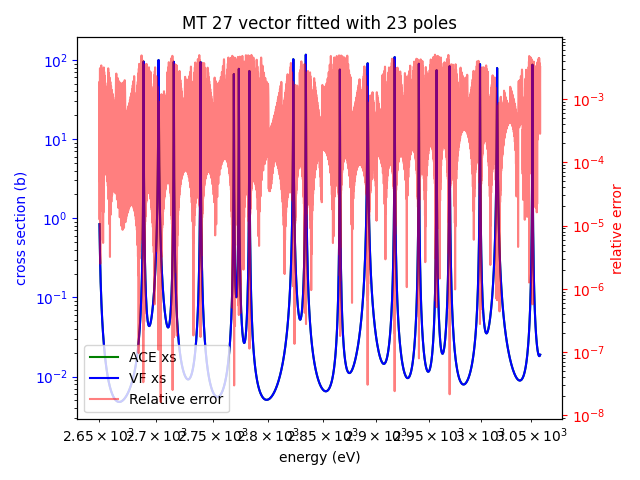 MT 27 vector fitted with 23 poles
10²
10¹
10⁰
10⁻¹
10⁻²
cross section (b)
10⁻³
10⁻⁴
10⁻⁵
10⁻⁶
10⁻⁷
10⁻⁸
relative error
ACE xs
VF xs
Relative error
2.65 × 10³ 2.7 × 10³ 2.75 × 10³ 2.8 × 10³ 2.85 × 10³ 2.9 × 10³ 2.95 × 10³ 3 × 10³ 3.05 × 10³
energy (eV)